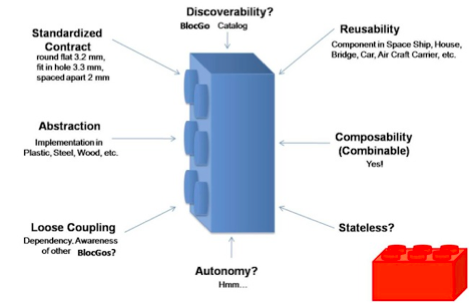 Discoverability?
BlocGo Catalog
Standardized
Contract
round flat 3.2 mm,
fit in hole 3.3 mm,
spaced apart 2 mm
Reusability
Component in Space Ship, House,
Bridge, Car, Air Craft Carrier, etc.
Abstraction
Implementation in
Plastic, Steel, Wood, etc.
Composability
(Combinable)
Yes!
Loose Coupling
Dependency, Awareness
of other BlocGos?
Stateless?
Autonomy?
Hmm...